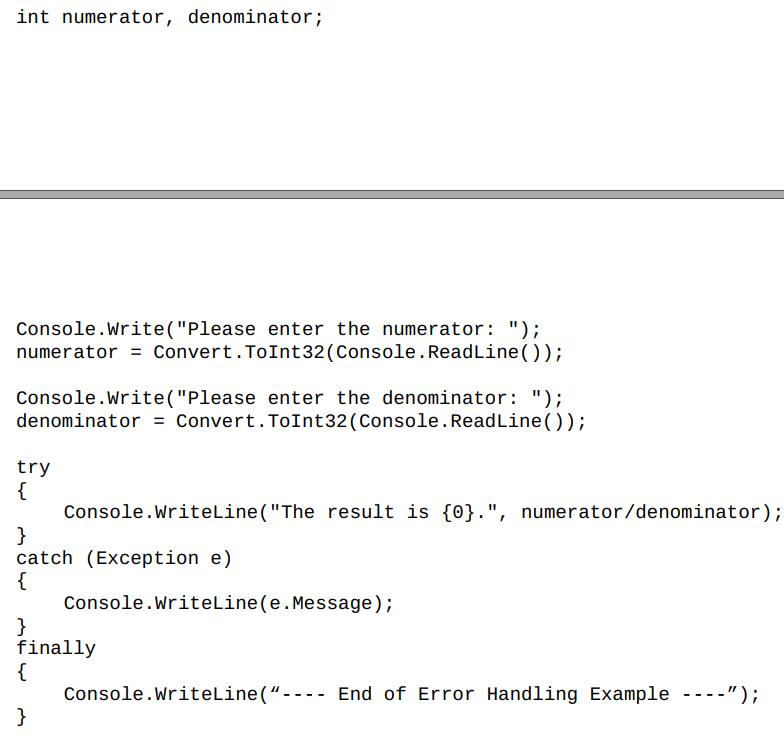 int numerator, denominator;
Console.Write("Please enter the numerator: ");
numerator = Convert.ToInt32(Console.ReadLine());
Console.Write("Please enter the denominator: ");
denominator = Convert.ToInt32(Console.ReadLine());
try
{
Console.WriteLine("The result is {0}.", numerator/denominator);
}
catch (Exception e)
{
Console.WriteLine(e.Message);
}
finally
{
Console.WriteLine(“---- End of Error Handling Example ----”);
}